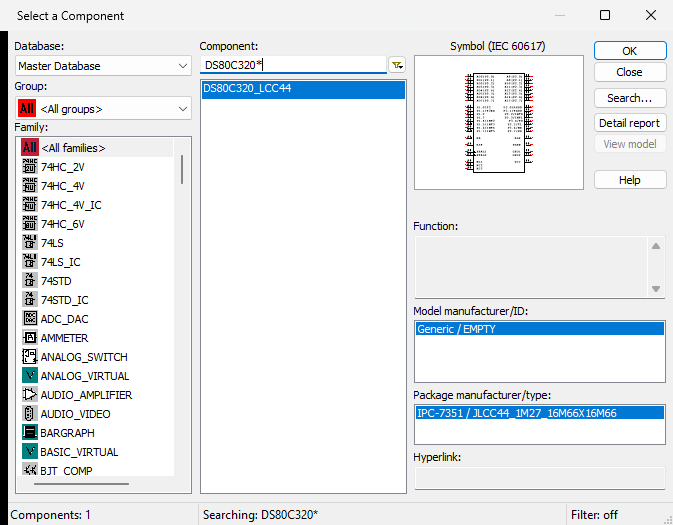 Select a Component
Database:
Master Database
Group:
All <All groups>
Family:
All <All families>
74HC_2V
74HC_4V
74HC_4V_IC
74HC_6V
74LS
74LS_IC
74STD
74STD_IC
ADC_DAC
AMMETER
ANALOG_SWITCH
ANALOG_VIRTUAL
AUDIO_AMPLIFIER
AUDIO_VIDEO
BARGRAPH
BASIC_VIRTUAL
BJT_COMP
Component:
DS80C320*
DS80C320_LCC44
Symbol (IEC 60617)
OK
Close
Search...
Detail report
View model
Help
Function:
Model manufacturer/ID:
Generic / EMPTY
Package manufacturer/type:
IPC-7351 / JLCC44_1M27_16M66X16M66
Hyperlink:
Components: 1
Searching: DS80C320*
Filter: off